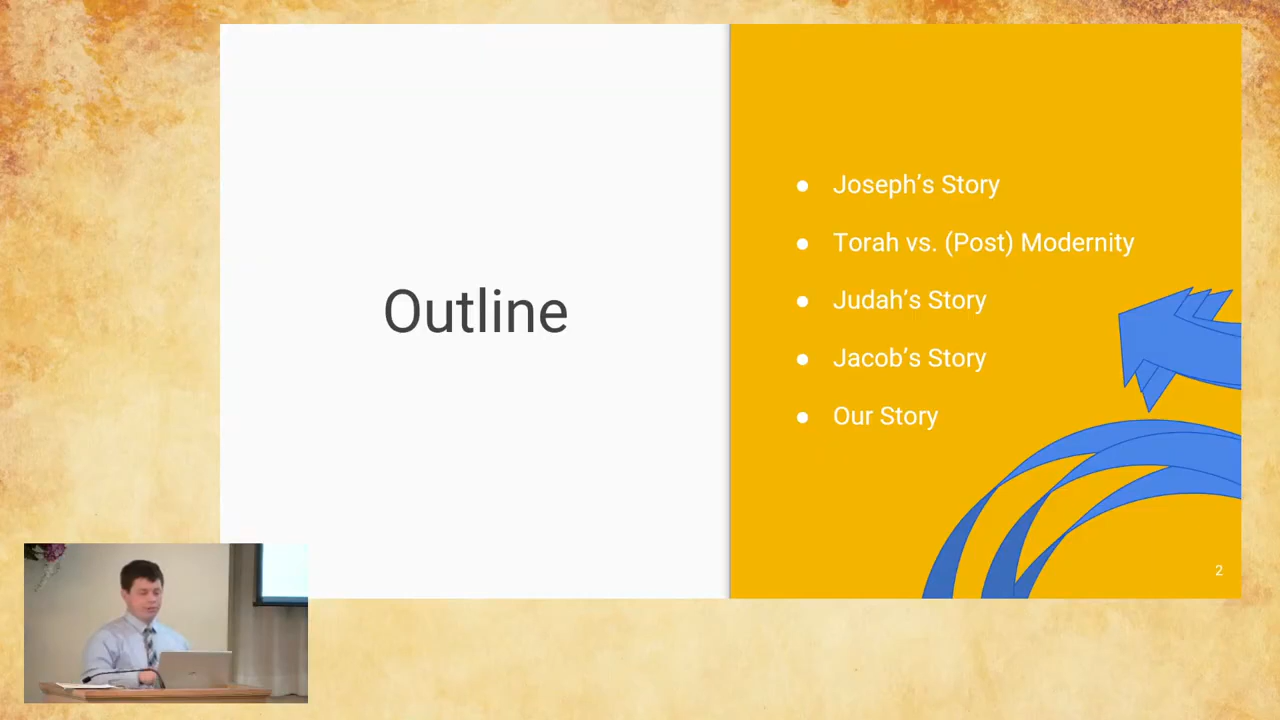 Outline
● Joseph’s Story
● Torah vs. (Post) Modernity
● Judah’s Story
● Jacob’s Story
● Our Story
2